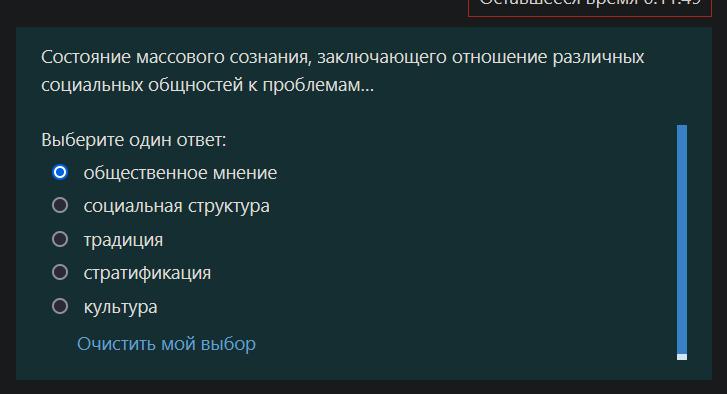 Оставшееся время 0:11:49
Состояние массового сознания, заключающего отношение различных
социальных общностей к проблемам...
Выберите один ответ:
общественное мнение
социальная структура
традиция
стратификация
культура
Очистить мой выбор